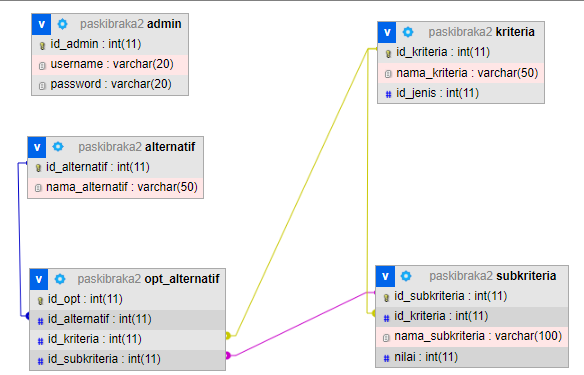 v paskibraka2 admin
id_admin : int(11)
username : varchar(20)
password : varchar(20)
v paskibraka2 kriteria
id_kriteria : int(11)
nama_kriteria : varchar(50)
# id_jenis : int(11)
v paskibraka2 alternatif
id_alternatif : int(11)
nama_alternatif : varchar(50)
v paskibraka2 opt_alternatif
id_opt : int(11)
# id_alternatif : int(11)
# id_kriteria : int(11)
# id_subkriteria : int(11)
v paskibraka2 subkriteria
id_subkriteria : int(11)
# id_kriteria : int(11)
nama_subkriteria : varchar(100)
# nilai : int(11)